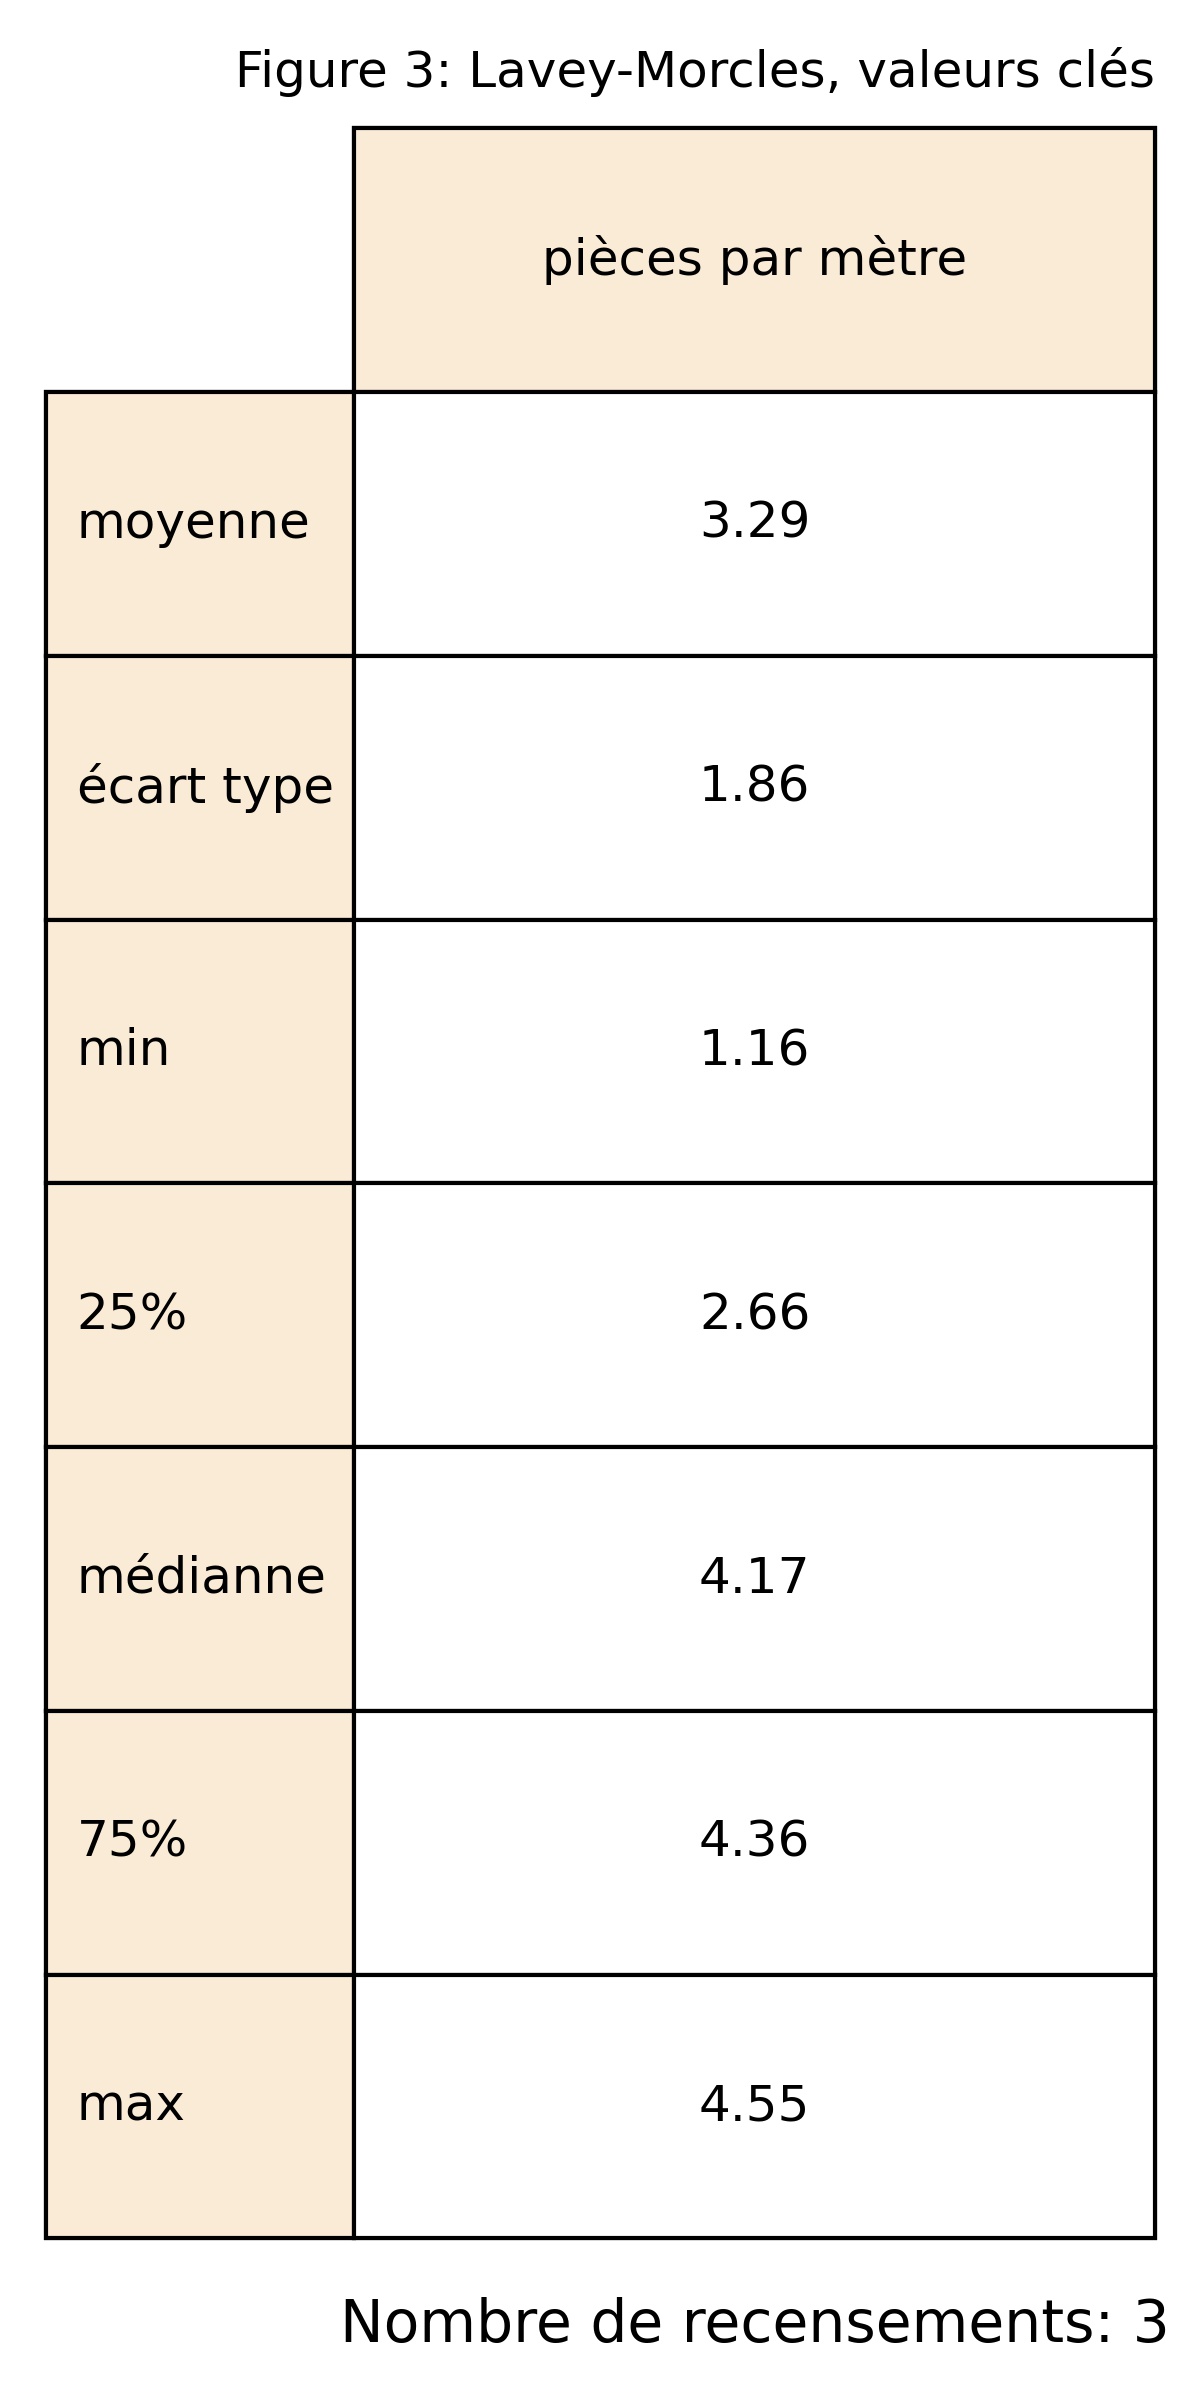 Figure 3: Lavey-Morcles, valeurs clés
pièces par mètre
moyenne 3.29
écart type 1.86
min 1.16
25% 2.66
médianne 4.17
75% 4.36
max 4.55
Nombre de recensements: 3